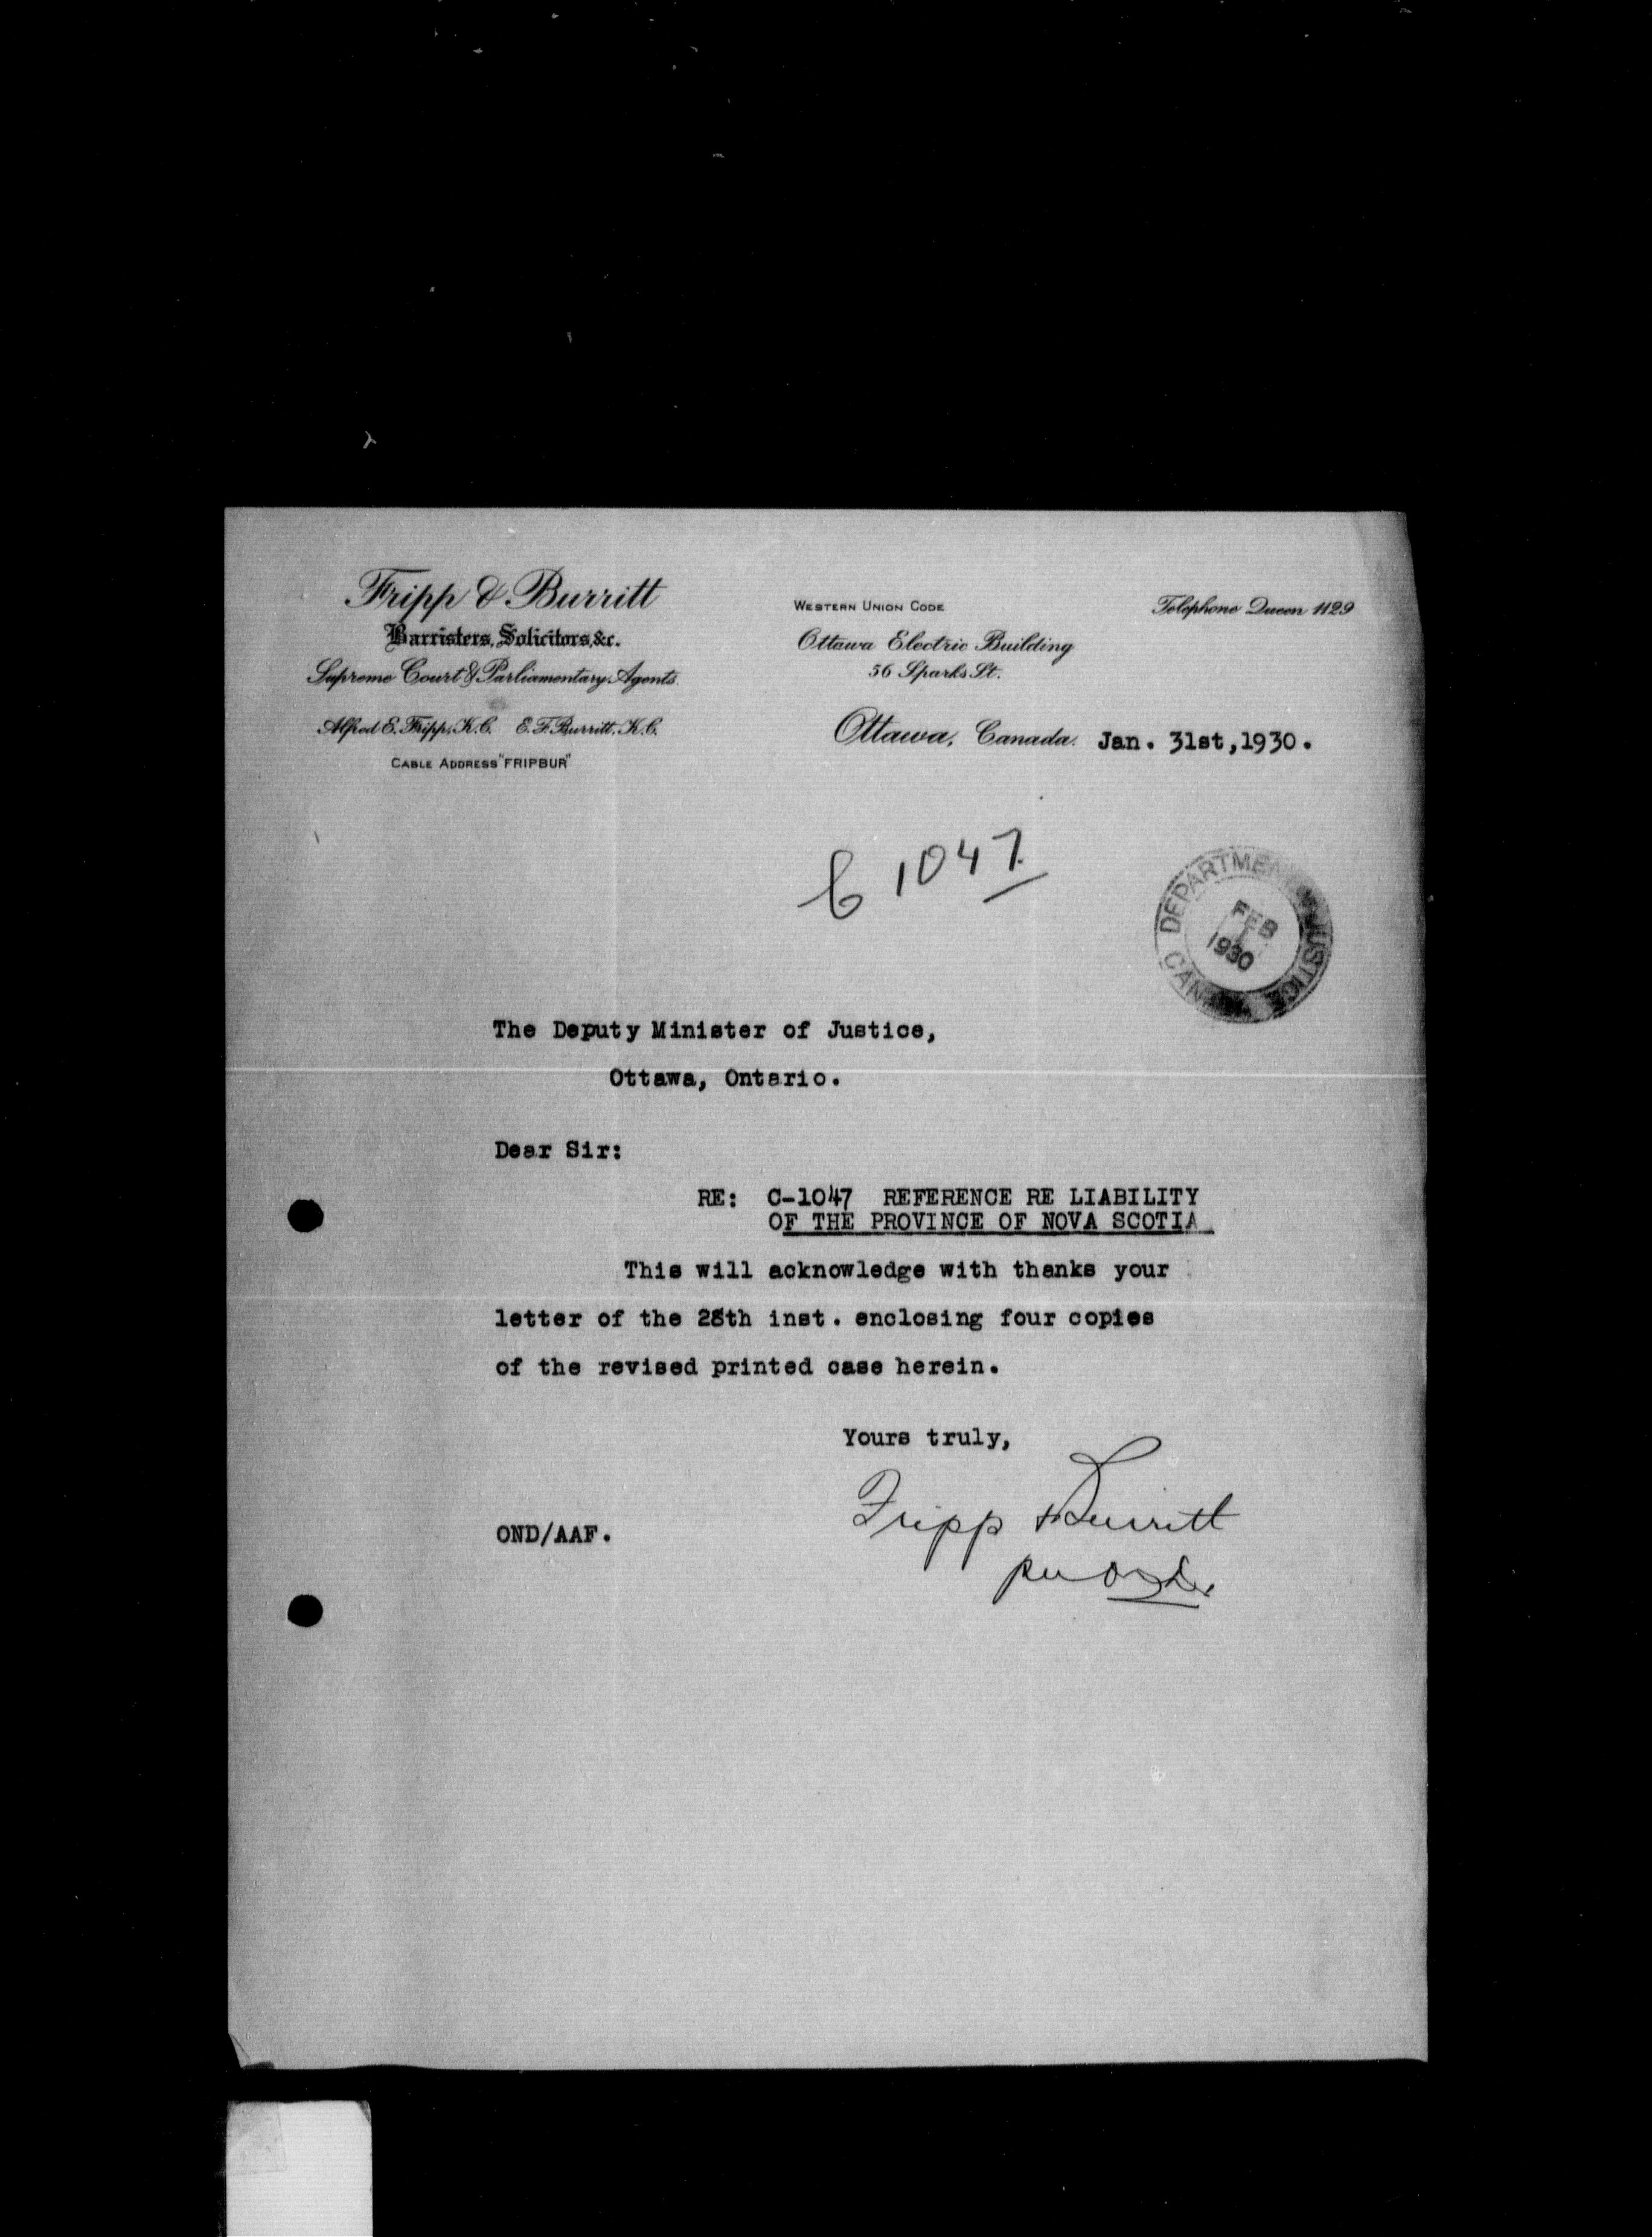 Fripp & Burritt
Barristers, Solicitors, &c.
Supreme Court & Parliamentary Agents.
Alfred E. Fripp, K.C. E. F. Burritt, K.C.
CABLE ADDRESS "FRIPBUR"
WESTERN UNION CODE
Ottawa Electric Building
56 Sparks St.
Telephone Queen 1129
Ottawa, Canada. Jan. 31st,1930.
1047
DEPARTMENT JUSTICE
CAN
FEB
1
1930
The Deputy Minister of Justice,
Ottawa, Ontario.
Dear Sir:
RE: C-1047 REFERENCE RE LIABILITY
OF THE PROVINCE OF NOVA SCOTIA
This will acknowledge with thanks your
letter of the 28th inst. enclosing four copies
of the revised printed case herein.
Yours truly,
Fripp & Burritt
per
OND/AAF.